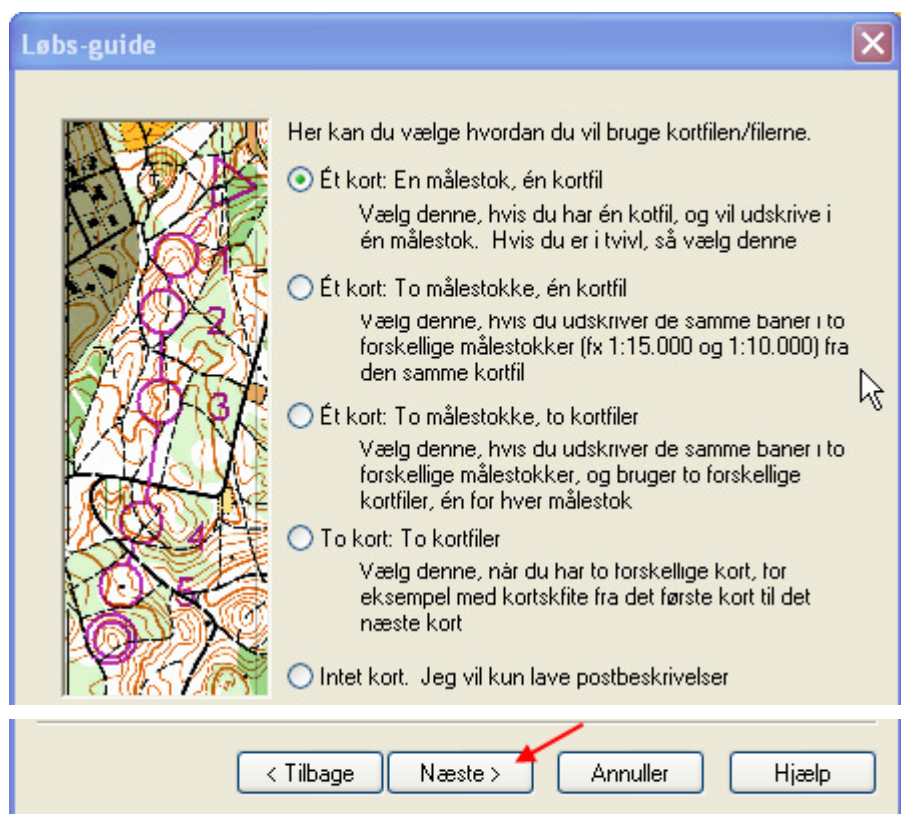 Løbs-guide
Her kan du vælge hvordan du vil bruge kortfilen/filerne.
Ét kort: En målestok, én kortfil
Vælg denne, hvis du har én kotfil, og vil udskrive i
én målestok. Hvis du er i tvivl, så vælg denne
Ét kort: To målestokke, én kortfil
Vælg denne, hvis du udskriver de samme baner i to
forskellige målestokker (fx 1:15.000 og 1:10.000) fra
den samme kortfil
Ét kort: To målestokke, to kortfiler
Vælg denne, hvis du udskriver de samme baner i to
forskellige målestokker, og bruger to forskellige
kortfiler, én for hver målestok
To kort: To kortfiler
Vælg denne, når du har to forskellige kort, for
eksempel med kortskfite fra det første kort til det
næste kort
Intet kort. Jeg vil kun lave postbeskrivelser
1
2
3
4
5
< Tilbage
Næste >
Annuller
Hjælp